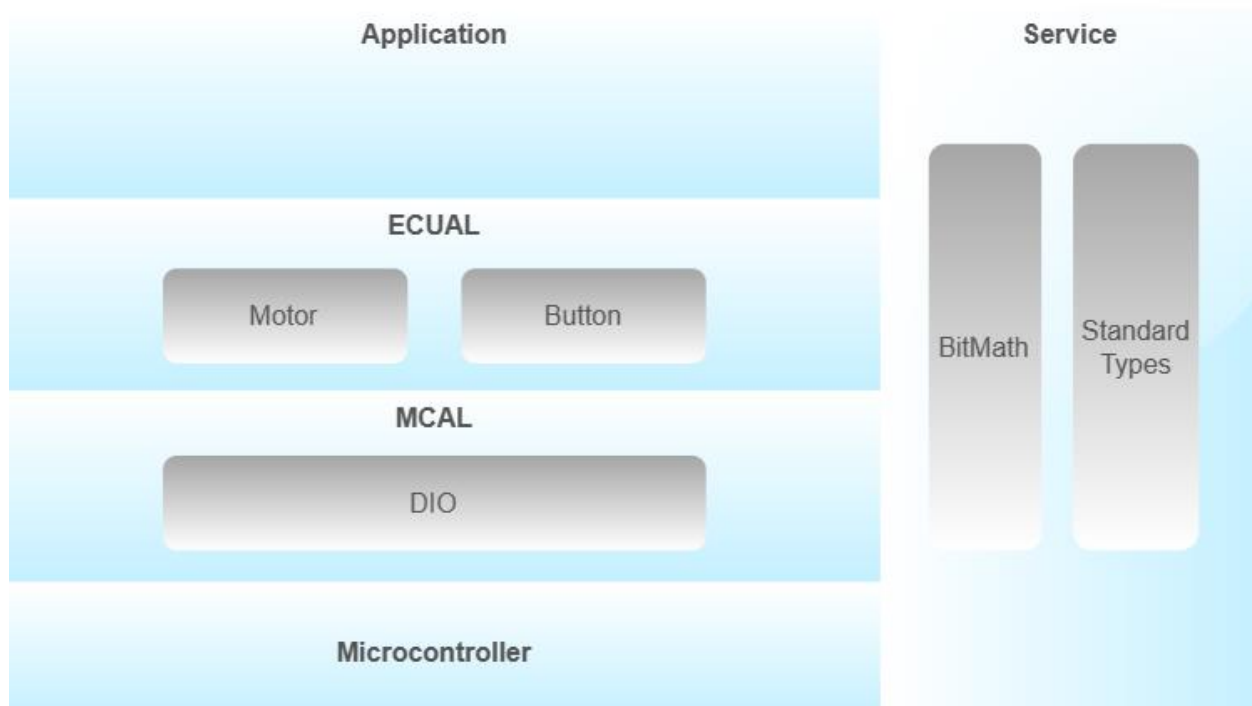 Application
Service
ECUAL
Motor
Button
BitMath
Standard
Types
MCAL
DIO
Microcontroller